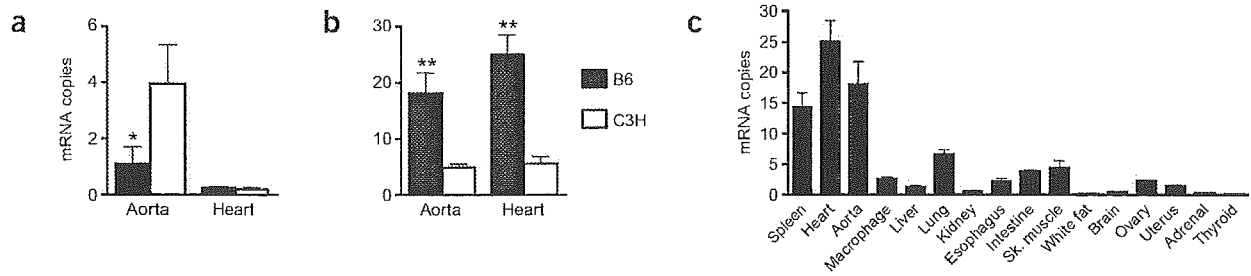 a
mRNA copies
6
4
2
0
*
Aorta
Heart
b
30
20
10
0
**
**
Aorta
Heart
B6
C3H
c
mRNA copies
30
25
20
15
10
5
0
Spleen
Heart
Aorta
Macrophage
Liver
Lung
Kidney
Esophagus
Intestine
Sk. muscle
White fat
Brain
Ovary
Uterus
Adrenal
Thyroid